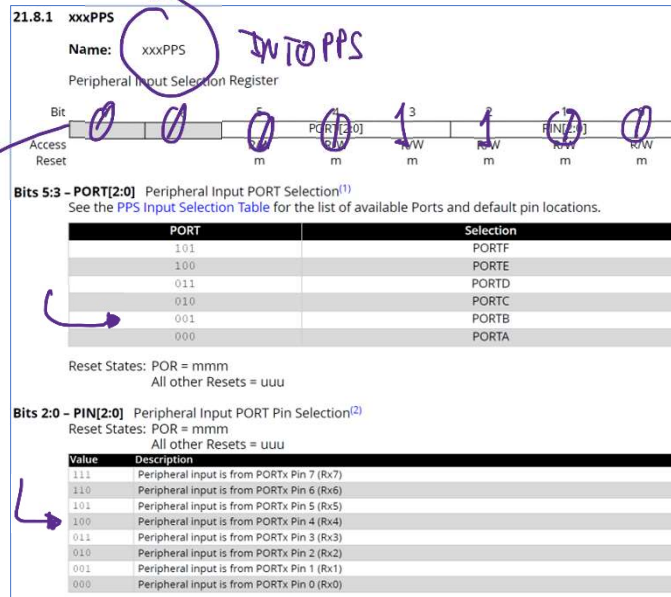 21.8.1 xxxPPS
Name: xxxPPS INT0PPS
Peripheral Input Selection Register
Bit 5 4 3 2 1
0 0 0 0 1 1 0 0
PORT[2:0] PIN[2:0]
Access R/W R/W R/W R/W R/W R/W
Reset m m m m m m
Bits 5:3 – PORT[2:0] Peripheral Input PORT Selection(1)
See the PPS Input Selection Table for the list of available Ports and default pin locations.
PORT Selection
101 PORTF
100 PORTE
011 PORTD
010 PORTC
001 PORTB
000 PORTA
Reset States: POR = mmm
All other Resets = uuu
Bits 2:0 – PIN[2:0] Peripheral Input PORT Pin Selection(2)
Reset States: POR = mmm
All other Resets = uuu
Value Description
111 Peripheral input is from PORTx Pin 7 (Rx7)
110 Peripheral input is from PORTx Pin 6 (Rx6)
101 Peripheral input is from PORTx Pin 5 (Rx5)
100 Peripheral input is from PORTx Pin 4 (Rx4)
011 Peripheral input is from PORTx Pin 3 (Rx3)
010 Peripheral input is from PORTx Pin 2 (Rx2)
001 Peripheral input is from PORTx Pin 1 (Rx1)
000 Peripheral input is from PORTx Pin 0 (Rx0)